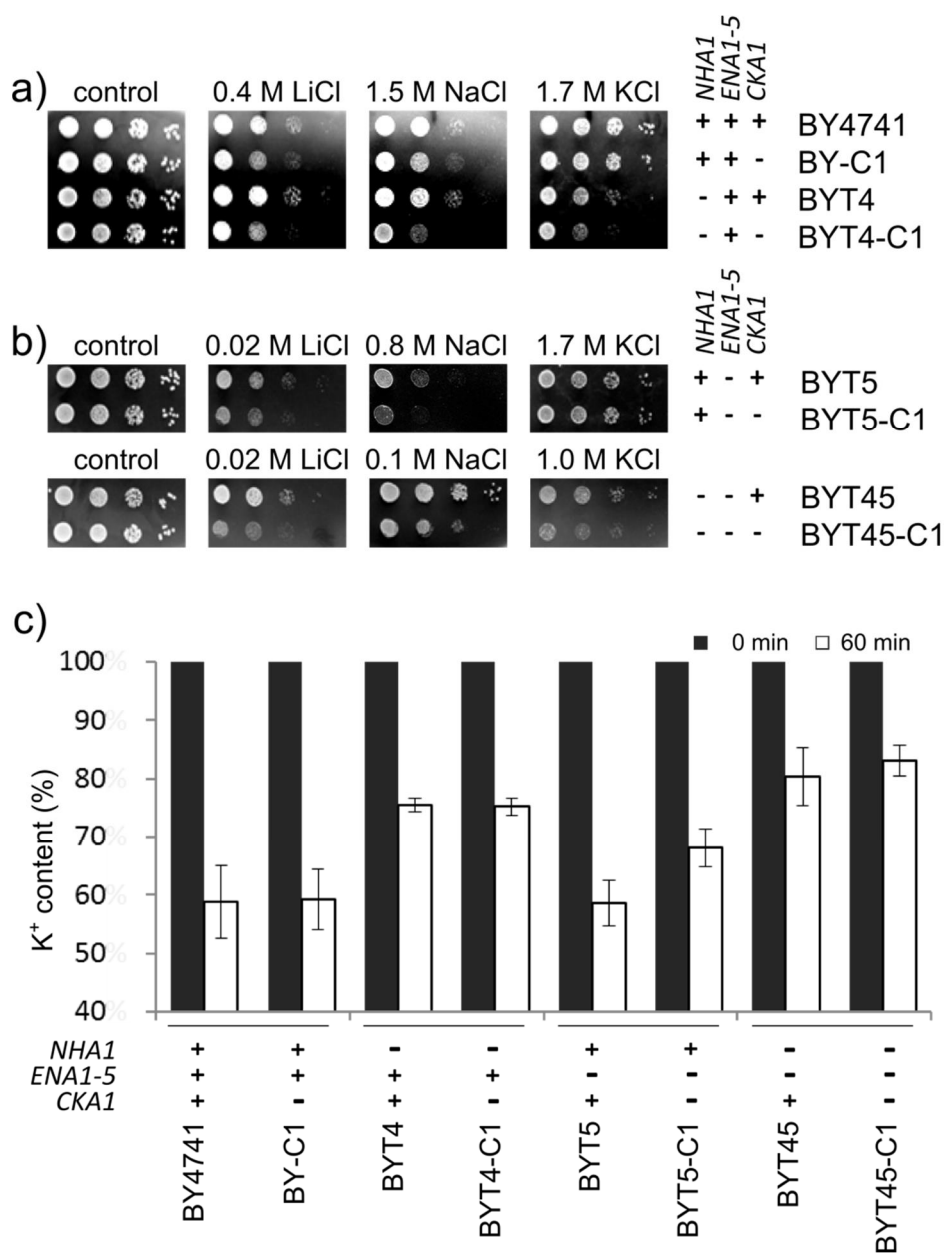 a)
control 0.4 M LiCl 1.5 M NaCl 1.7 M KCl NHA1 ENA1-5 CKA1
+ + + BY4741
+ + - BY-C1
- + + BYT4
- + - BYT4-C1
b)
control 0.02 M LiCl 0.8 M NaCl 1.7 M KCl NHA1 ENA1-5 CKA1
+ - + BYT5
+ - - BYT5-C1
control 0.02 M LiCl 0.1 M NaCl 1.0 M KCl
- - + BYT45
- - - BYT45-C1
c)
0 min 60 min
100%
90%
80%
70%
60%
50%
40%
K+ content (%)
NHA1 + + - - + + - -
ENA1-5 + + + + - - - -
CKA1 + - + - + - + -
BY4741 BY-C1 BYT4 BYT4-C1 BYT5 BYT5-C1 BYT45 BYT45-C1